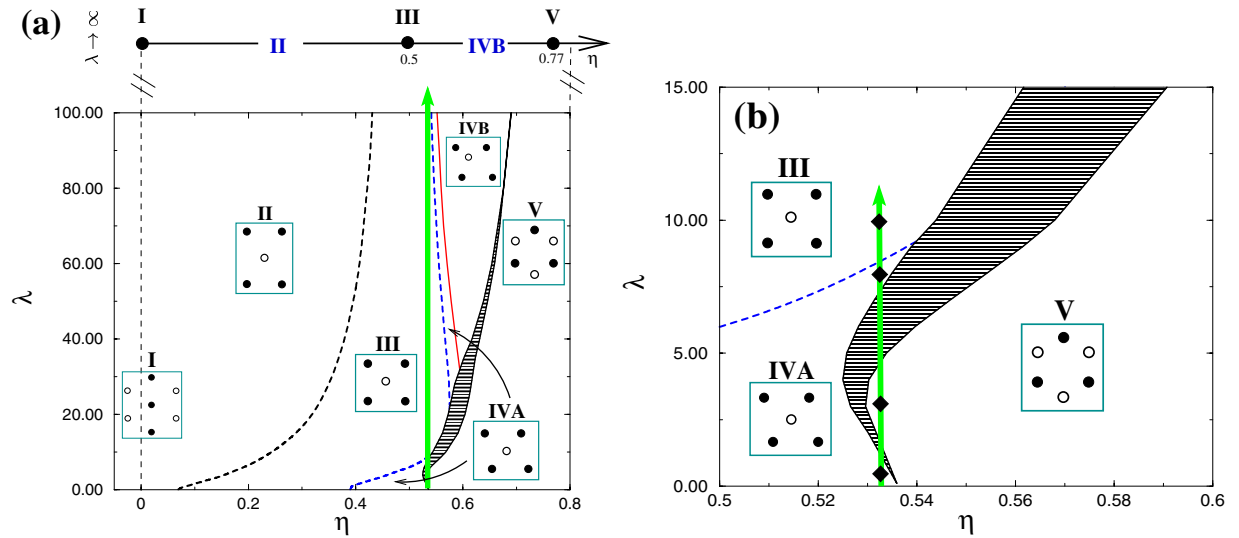 (a)
λ → ∞
I
III
V
II
IVB
0.5
0.77
η
100.00
80.00
60.00
40.00
20.00
0.00
λ
IVB
II
V
III
I
IVA
0
0.2
0.4
0.6
0.8
η
(b)
15.00
10.00
5.00
0.00
λ
III
V
IVA
0.5
0.52
0.54
0.56
0.58
0.6
η